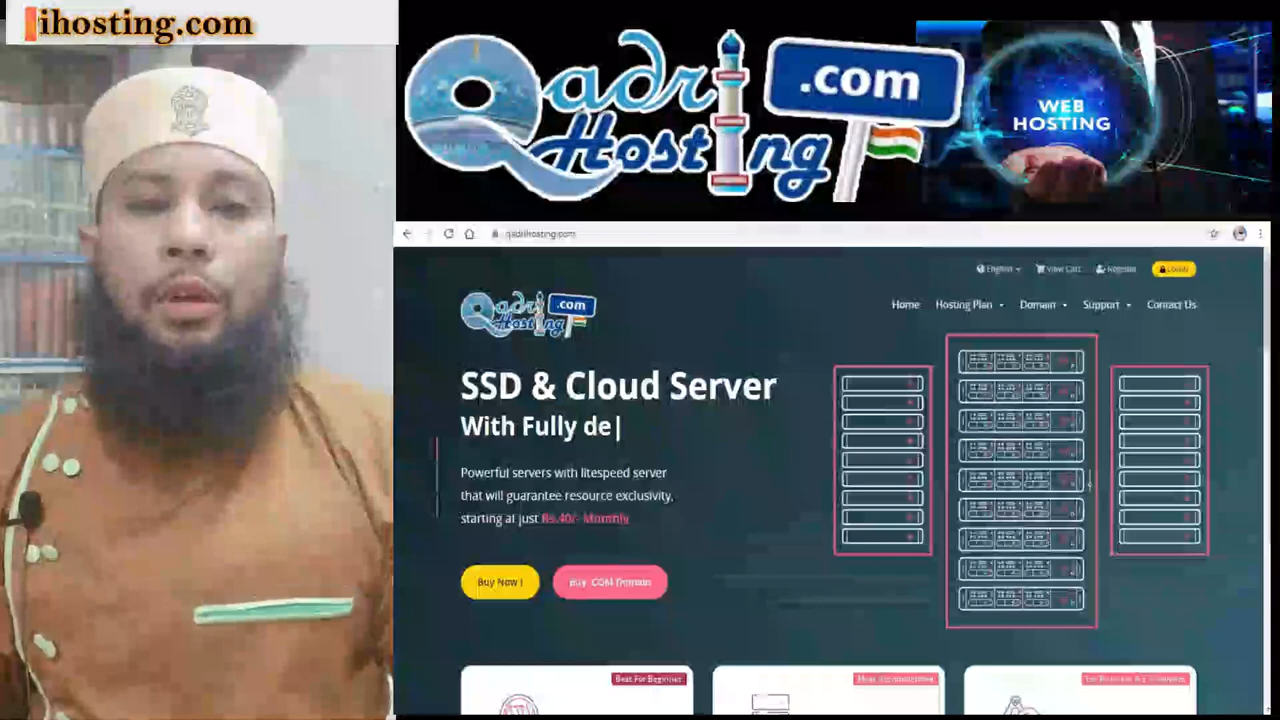 ihosting.com
Qadri
.com
Hosting
WEB
HOSTING
qadrihosting.com
English
View Cart
Register
Login
Qadri .com
Hosting
Home
Hosting Plan
Domain
Support
Contact Us
SSD & Cloud Server
With Fully de|
Powerful servers with litespeed server
that will guarantee resource exclusivity,
starting at just Rs.40/- Monthly
Buy Now !
Buy .COM Domain
Best For Beginner